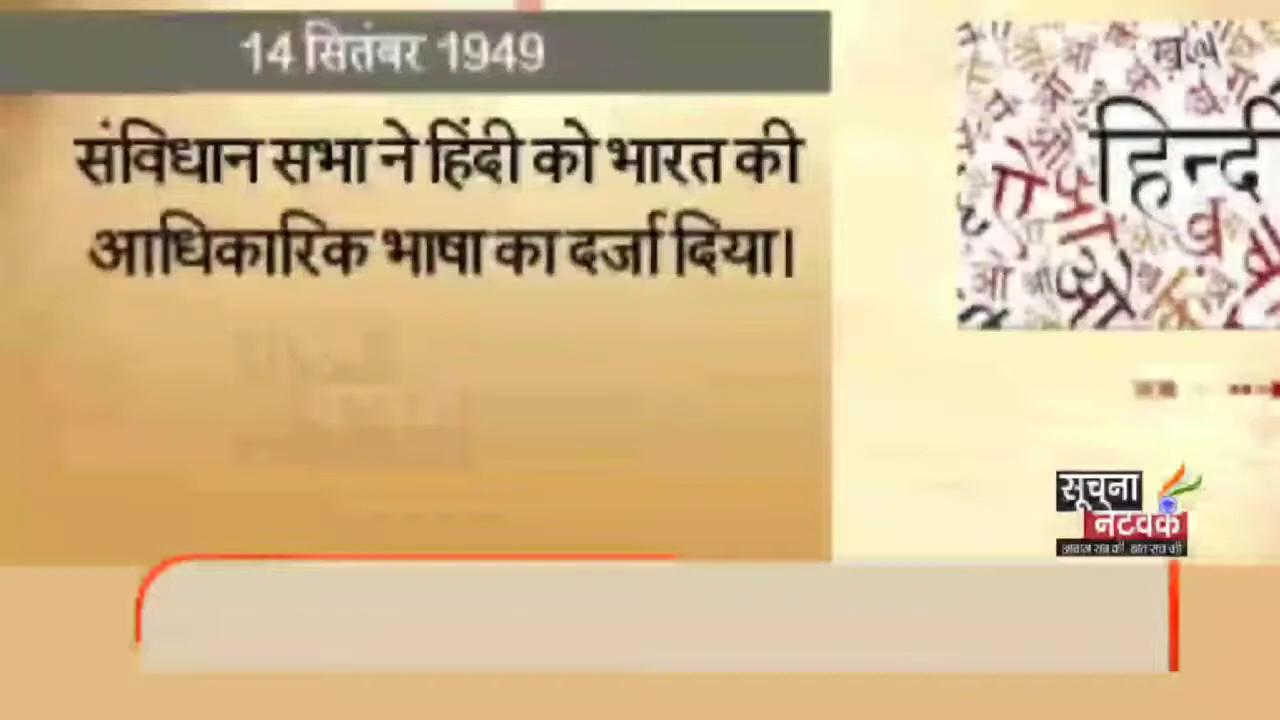 14 सितंबर 1949
संविधान सभा ने हिंदी को भारत की
आधिकारिक भाषा का दर्जा दिया।
हिन्दी
सूचना
नेटवर्क